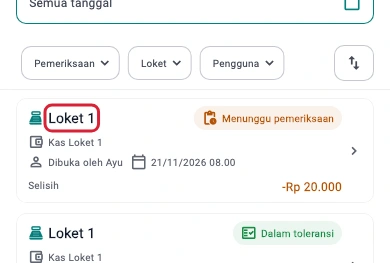 Semua tanggal
Pemeriksaan Loket Pengguna
Loket 1 Menunggu pemeriksaan
Kas Loket 1
Dibuka oleh Ayu 21/11/2026 08.00
Selisih -Rp 20.000
Loket 1 Dalam toleransi
Kas Loket 1